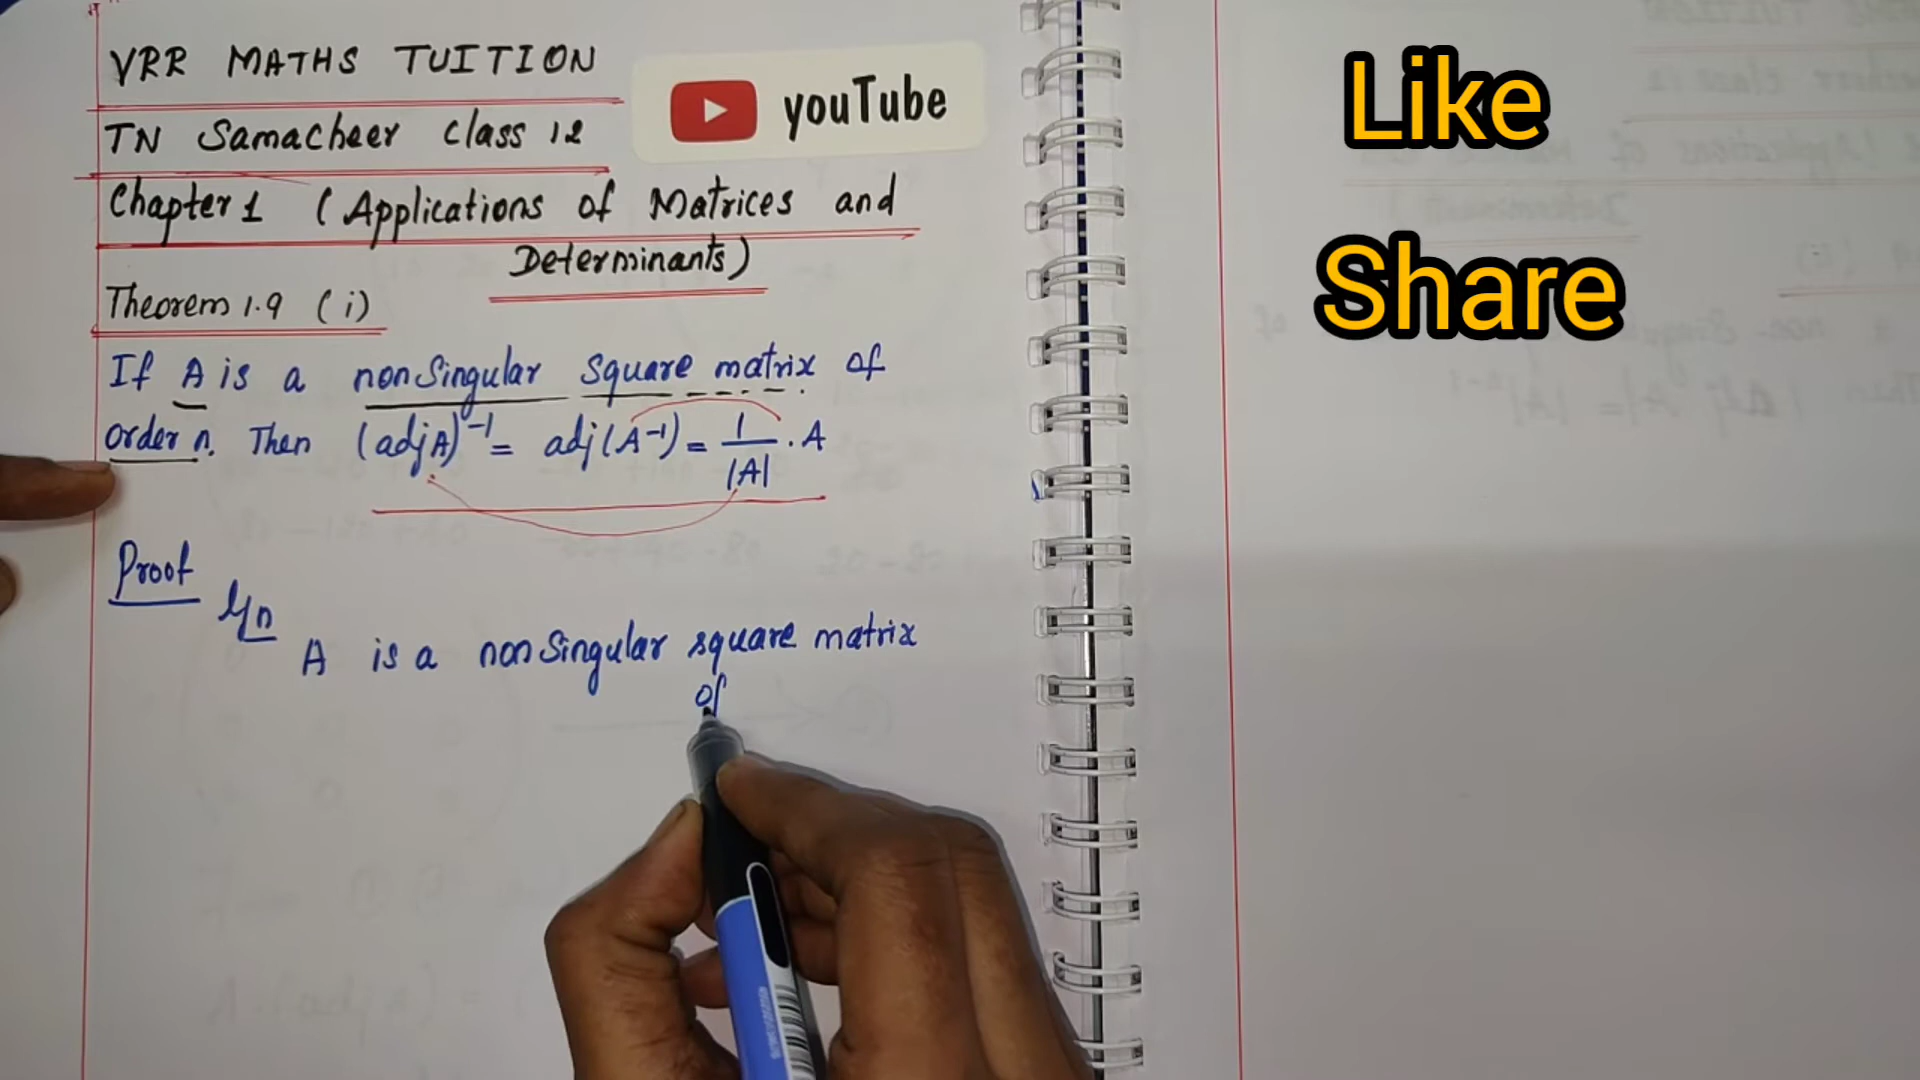 VRR MATHS TUITION
youTube
TN Samacheer class 12
Chapter 1 (Applications of Matrices and
Determinants)
Theorem 1.9 (i)
If A is a nonsingular square matrix of
order n. Then (adj A)⁻¹ = adj(A⁻¹) = 1/|A| . A
Proof
A is a nonsingular square matrix
of
Like
Share